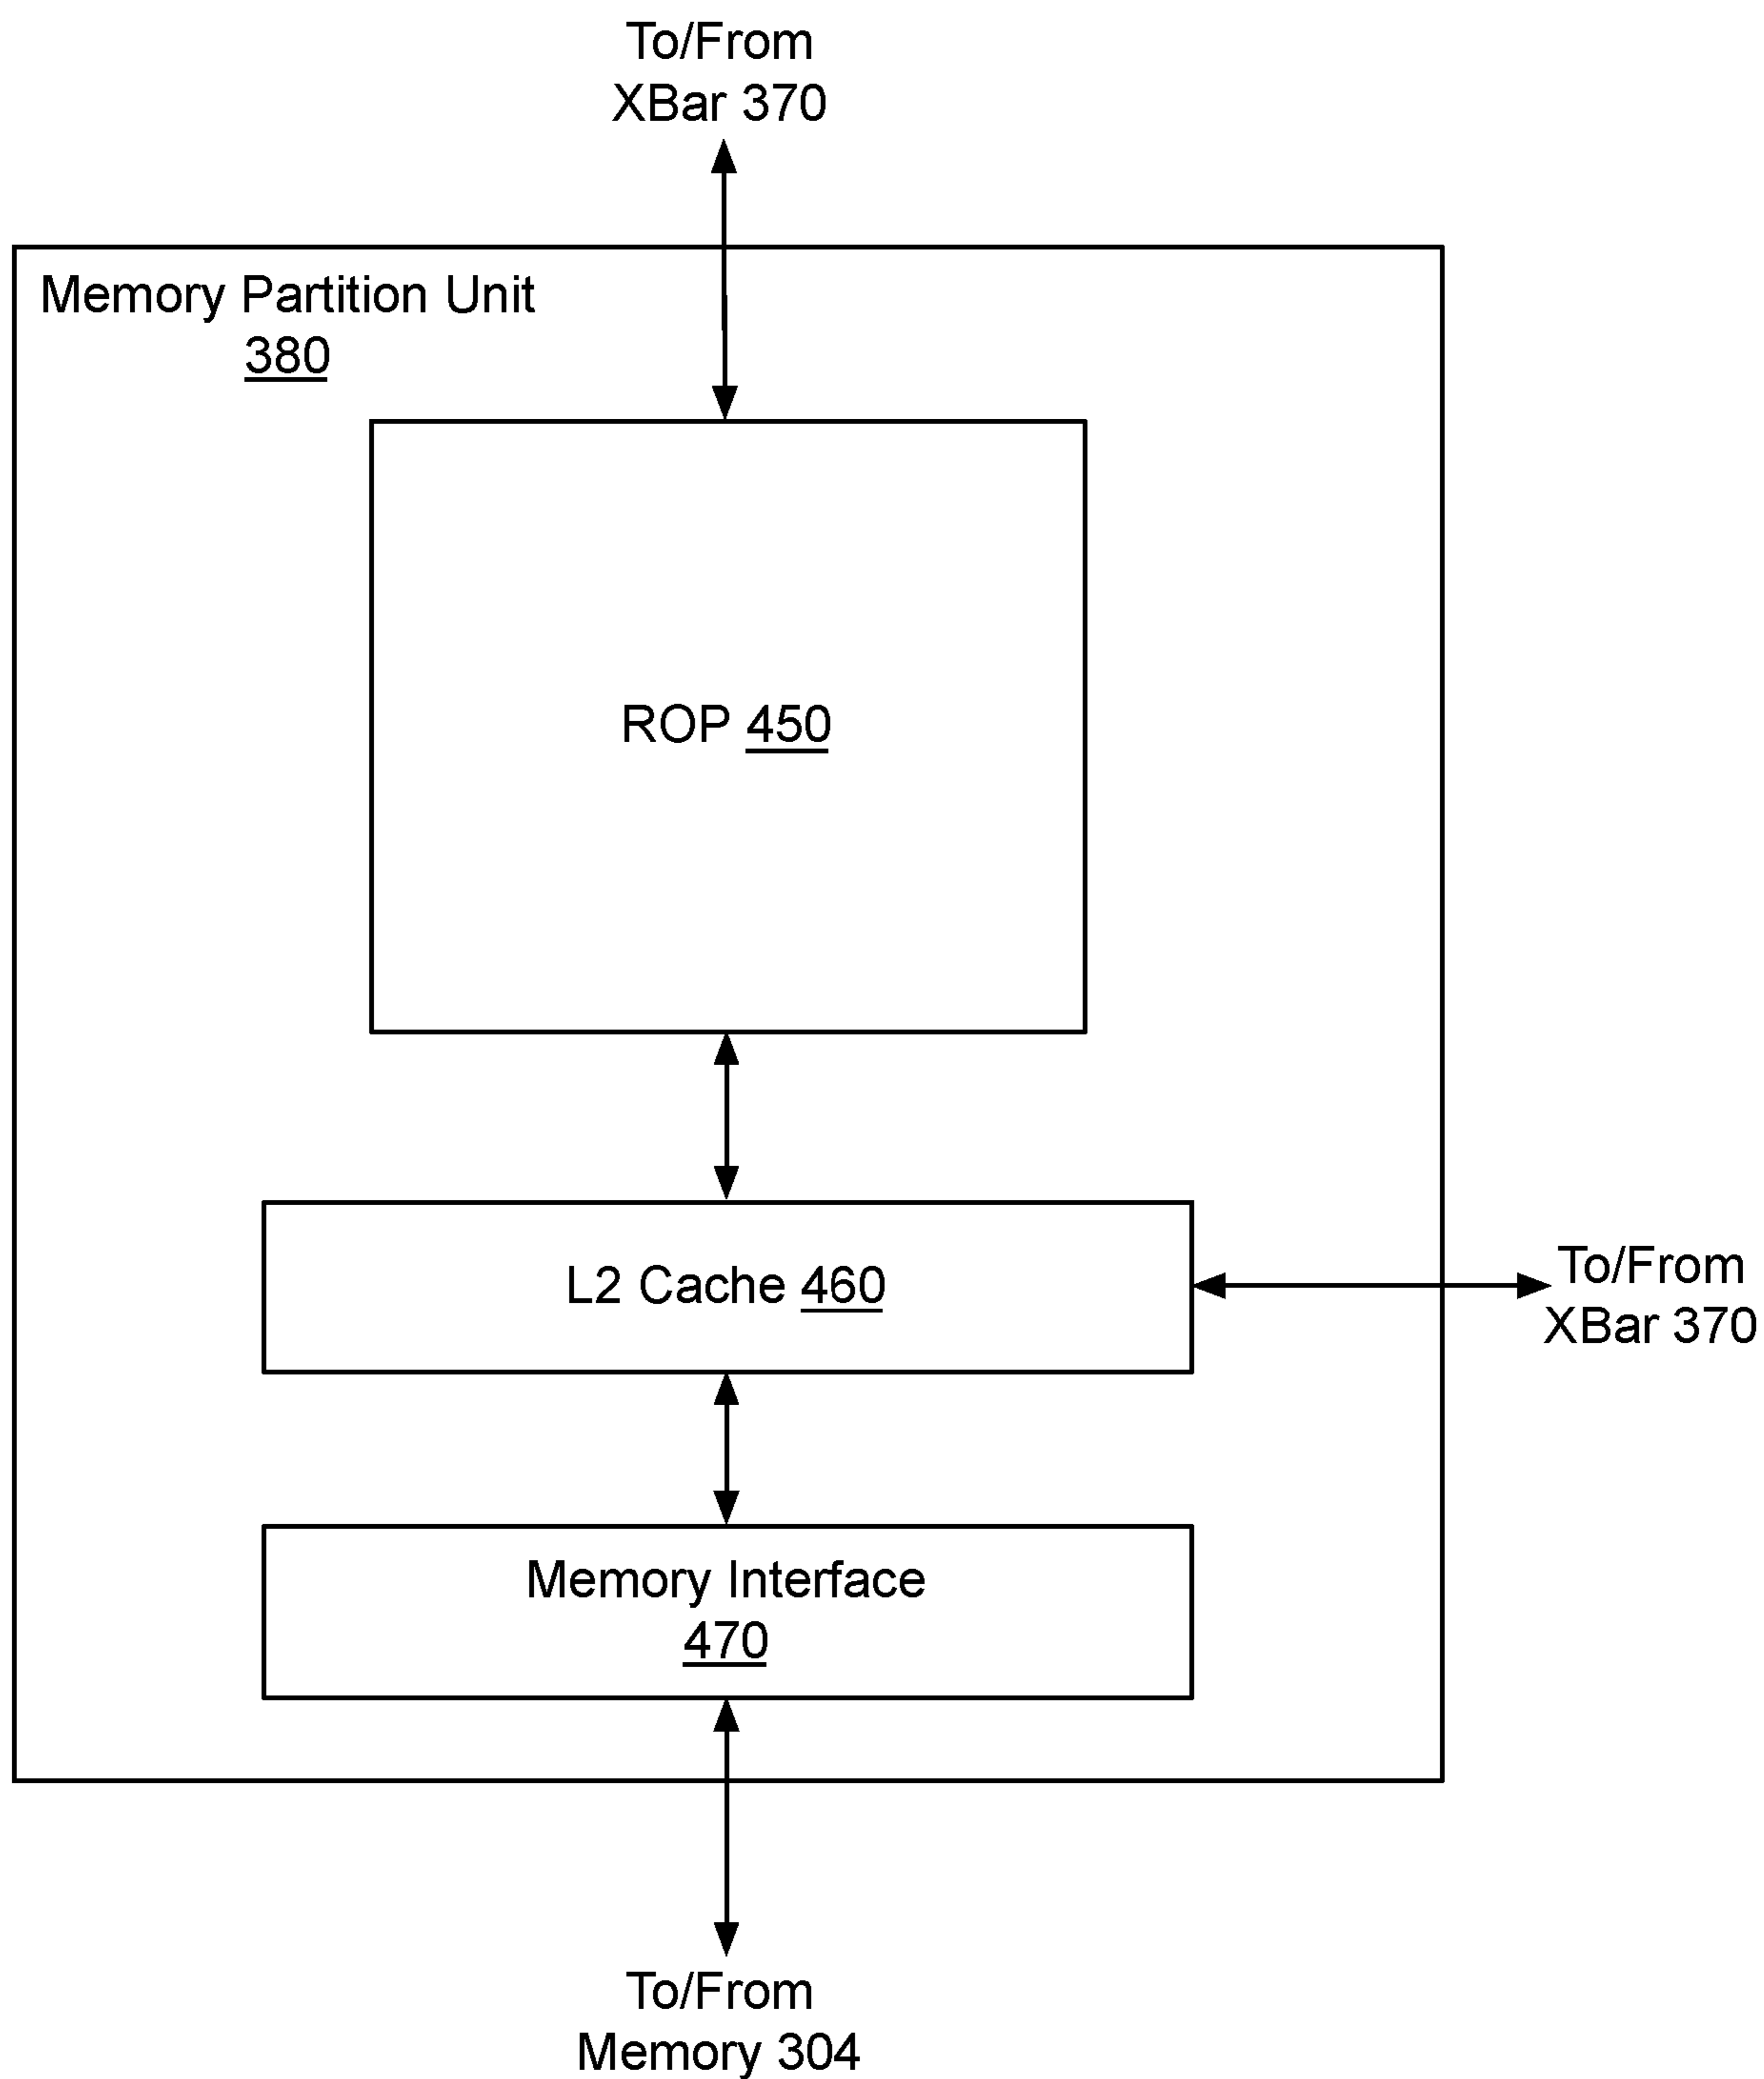 To/From
XBar 370
Memory Partition Unit
380
ROP 450
L2 Cache 460
To/From
XBar 370
Memory Interface
470
To/From
Memory 304